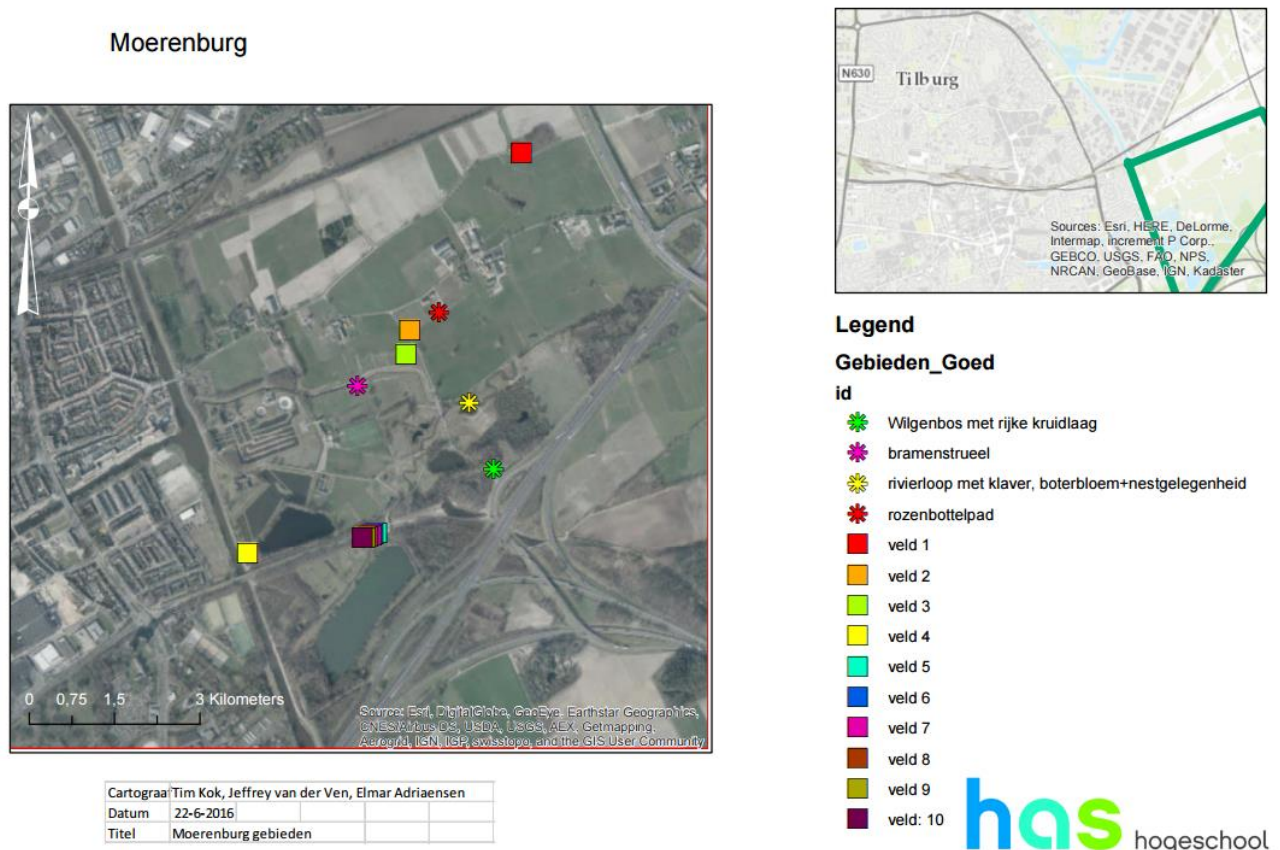 Moerenburg
0 0,75 1,5 3 Kilometers
Source: Esri, DigitalGlobe, GeoEye, Earthstar Geographics,
CNES/Airbus DS, USDA, USGS, AEX, Getmapping,
Aerogrid, IGN, IGP, swisstopo, and the GIS User Community
Cartograaf Tim Kok, Jeffrey van der Ven, Elmar Adriaensen
Datum 22-6-2016
Titel Moerenburg gebieden
N630
Tilburg
Sources: Esri, HERE, DeLorme,
Intermap, increment P Corp.,
GEBCO, USGS, FAO, NPS,
NRCAN, GeoBase, IGN, Kadaster
Legend
Gebieden_Goed
id
Wilgenbos met rijke kruidlaag
bramenstrueel
rivierloop met klaver, boterbloem+nestgelegenheid
rozenbottelpad
veld 1
veld 2
veld 3
veld 4
veld 5
veld 6
veld 7
veld 8
veld 9
veld: 10
has hogeschool